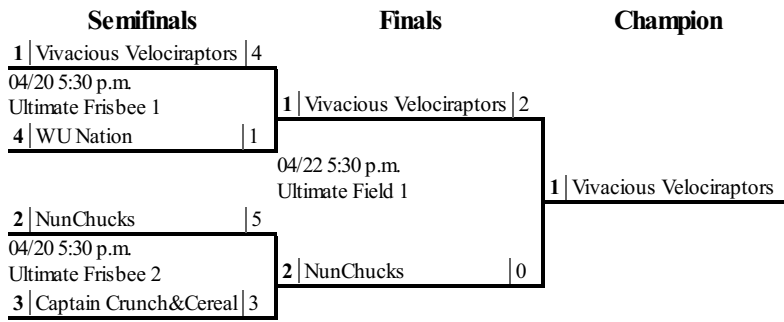 Semifinals Finals Champion
1 Vivacious Velociraptors 4
04/20 5:30 p.m.
Ultimate Frisbee 1
4 WU Nation 1
1 Vivacious Velociraptors 2
04/22 5:30 p.m.
Ultimate Field 1
1 Vivacious Velociraptors
2 NunChucks 5
04/20 5:30 p.m.
Ultimate Frisbee 2
3 Captain Crunch&Cereal 3
2 NunChucks 0